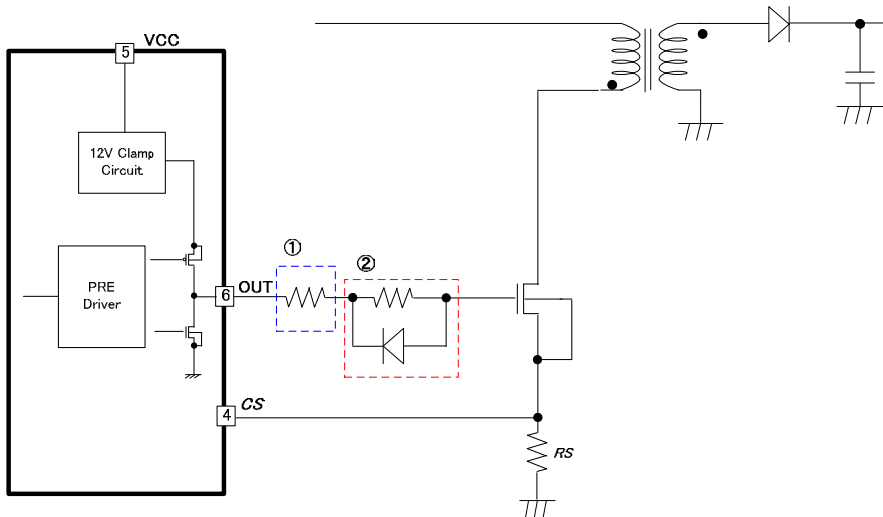 5
VCC
12V Clamp
Circuit
PRE
Driver
6
OUT
①
②
4
CS
RS